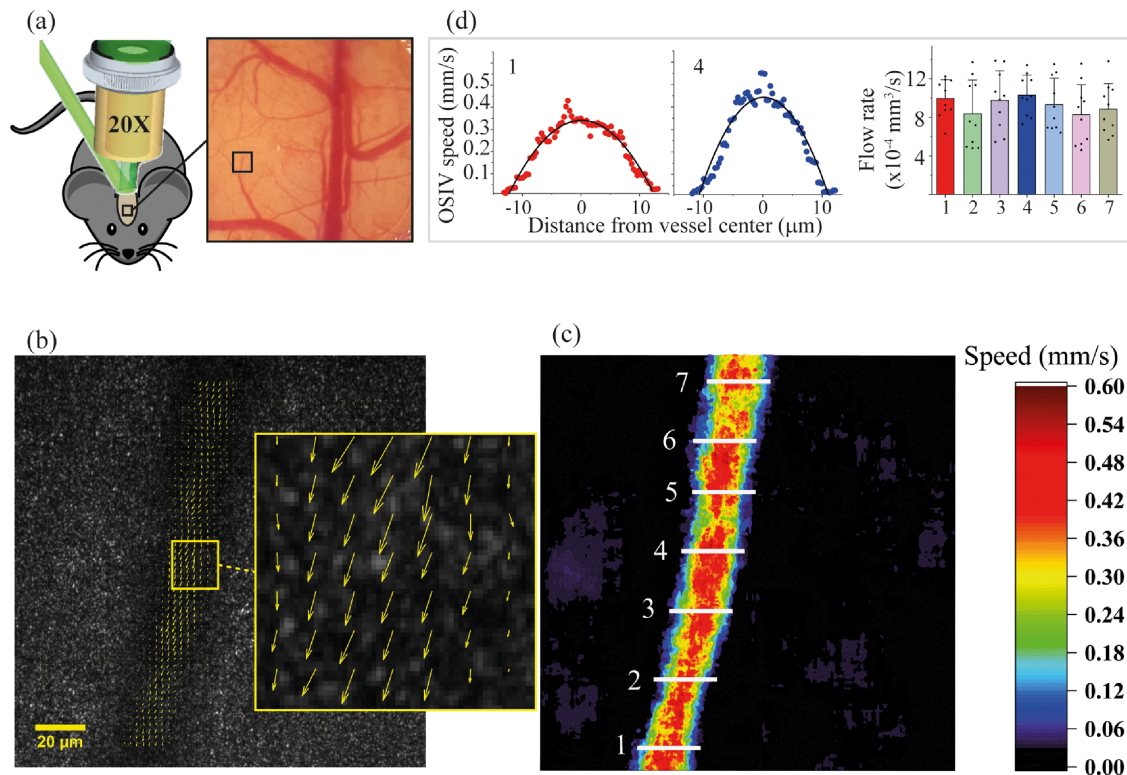 (a)
20X
(d)
OSIV speed (mm/s)
0.5
0.4
0.3
0.2
0.1
1
4
-10
0
10
-10
0
10
Distance from vessel center (μm)
Flow rate
(x10⁻⁴ mm³/s)
12
8
4
1 2 3 4 5 6 7
(b)
20 μm
(c)
7
6
5
4
3
2
1
Speed (mm/s)
0.60
0.54
0.48
0.42
0.36
0.30
0.24
0.18
0.12
0.06
0.00